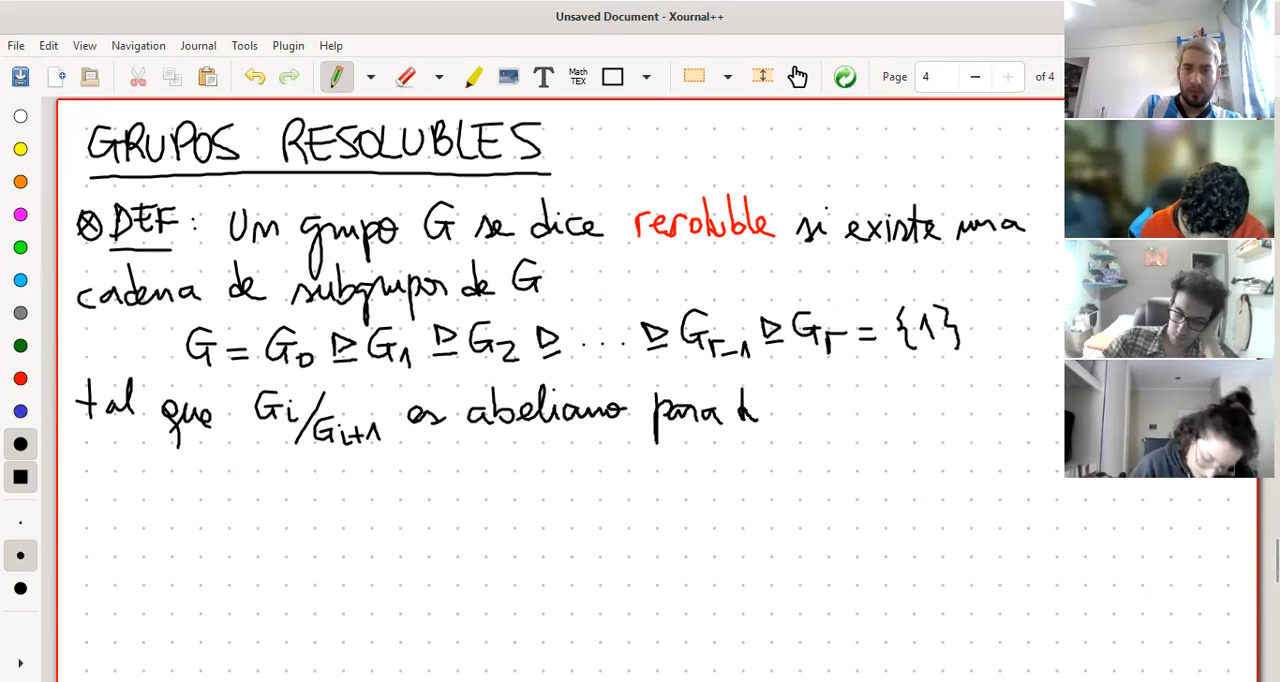 Unsaved Document - Xournal++
File Edit View Navigation Journal Tools Plugin Help
Math TEX Page 4 of 4
GRUPOS RESOLUBLES
⊗ DEF: Un grupo G se dice resoluble si existe una
cadena de subgrupos de G
G = G₀ ⊵ G₁ ⊵ G₂ ⊵ ... ⊵ Gᵣ₋₁ ⊵ Gᵣ = {1}
tal que Gᵢ/Gᵢ₊₁ es abeliano para t